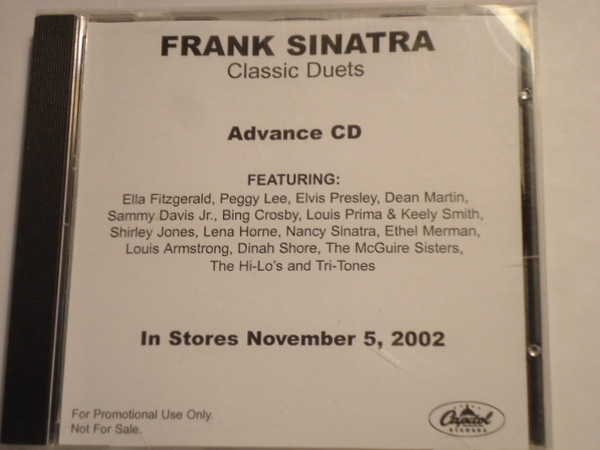 FRANK SINATRA
Classic Duets
Advance CD
FEATURING:
Ella Fitzgerald, Peggy Lee, Elvis Presley, Dean Martin,
Sammy Davis Jr., Bing Crosby, Louis Prima & Keely Smith,
Shirley Jones, Lena Horne, Nancy Sinatra, Ethel Merman,
Louis Armstrong, Dinah Shore, The McGuire Sisters,
The Hi-Lo's and Tri-Tones
In Stores November 5, 2002
For Promotional Use Only.
Not For Sale.
Capitol
RECORDS